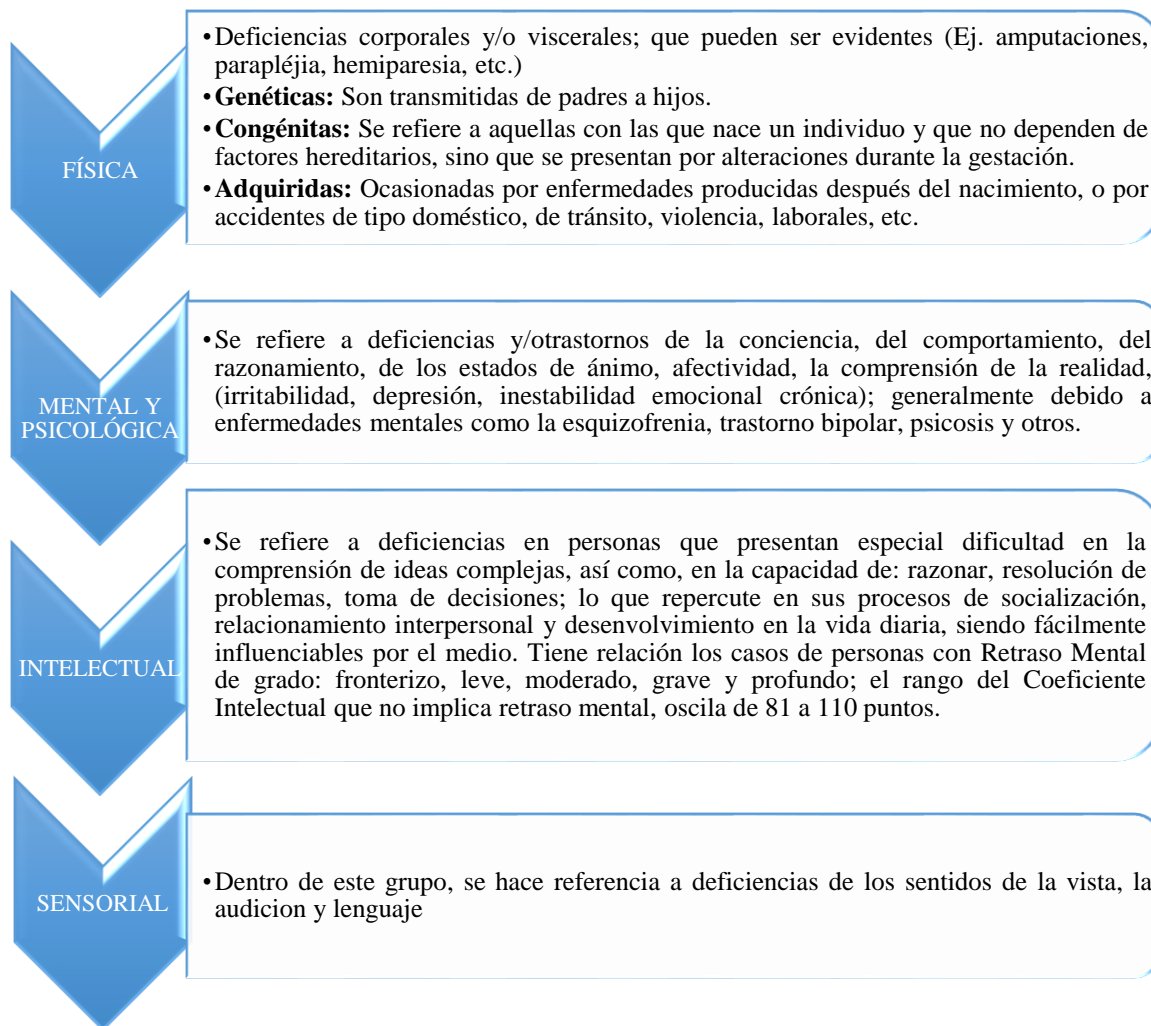 FÍSICA
•Deficiencias corporales y/o viscerales; que pueden ser evidentes (Ej. amputaciones,
parapléjia, hemiparesia, etc.)
•Genéticas: Son transmitidas de padres a hijos.
•Congénitas: Se refiere a aquellas con las que nace un individuo y que no dependen de
factores hereditarios, sino que se presentan por alteraciones durante la gestación.
•Adquiridas: Ocasionadas por enfermedades producidas después del nacimiento, o por
accidentes de tipo doméstico, de tránsito, violencia, laborales, etc.
MENTAL Y
PSICOLÓGICA
•Se refiere a deficiencias y/otrastornos de la conciencia, del comportamiento, del
razonamiento, de los estados de ánimo, afectividad, la comprensión de la realidad,
(irritabilidad, depresión, inestabilidad emocional crónica); generalmente debido a
enfermedades mentales como la esquizofrenia, trastorno bipolar, psicosis y otros.
INTELECTUAL
•Se refiere a deficiencias en personas que presentan especial dificultad en la
comprensión de ideas complejas, así como, en la capacidad de: razonar, resolución de
problemas, toma de decisiones; lo que repercute en sus procesos de socialización,
relacionamiento interpersonal y desenvolvimiento en la vida diaria, siendo fácilmente
influenciables por el medio. Tiene relación los casos de personas con Retraso Mental
de grado: fronterizo, leve, moderado, grave y profundo; el rango del Coeficiente
Intelectual que no implica retraso mental, oscila de 81 a 110 puntos.
SENSORIAL
•Dentro de este grupo, se hace referencia a deficiencias de los sentidos de la vista, la
audicion y lenguaje